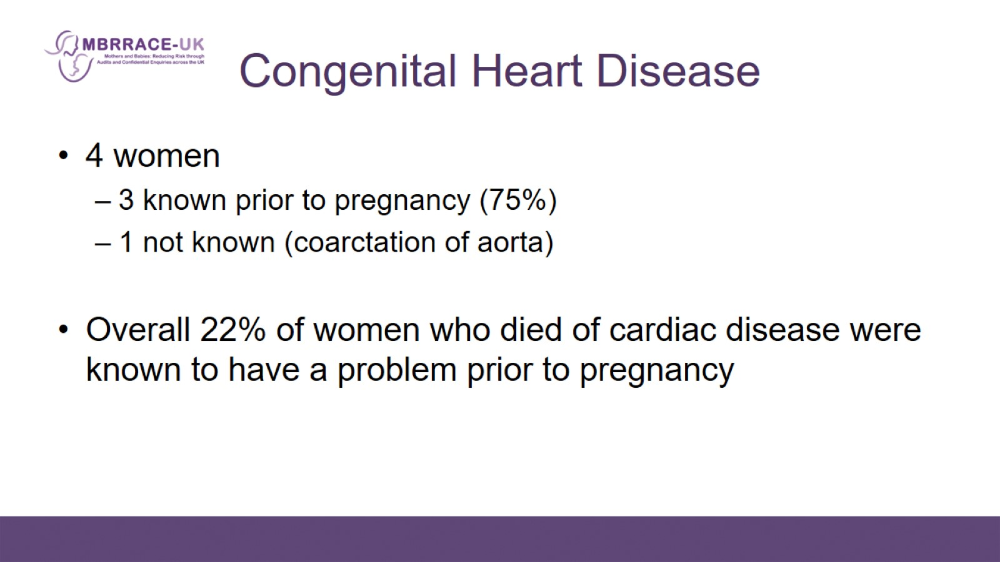 MBRRACE-UK
Mothers and Babies: Reducing Risk through
Audits and Confidential Enquiries across the UK
Congenital Heart Disease
• 4 women
– 3 known prior to pregnancy (75%)
– 1 not known (coarctation of aorta)
• Overall 22% of women who died of cardiac disease were
known to have a problem prior to pregnancy